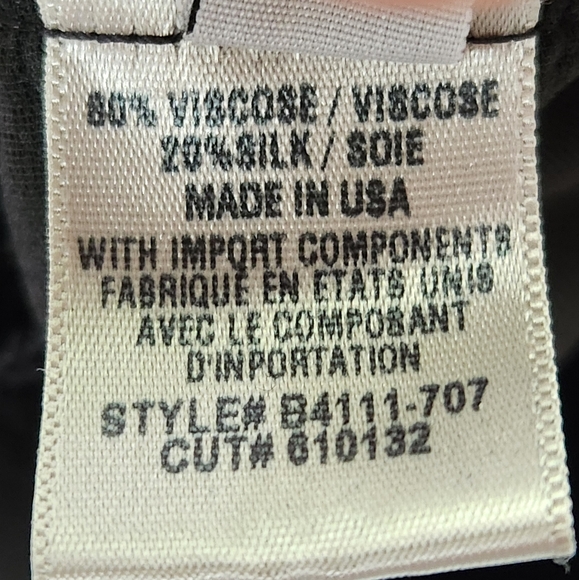 80% VISCOSE / VISCOSE
20% SILK / SOIE
MADE IN USA
WITH IMPORT COMPONENTS
FABRIQUE EN ETATS UNIS
AVEC LE COMPOSANT
D'INPORTATION
STYLE# B4111-707
CUT# 610132